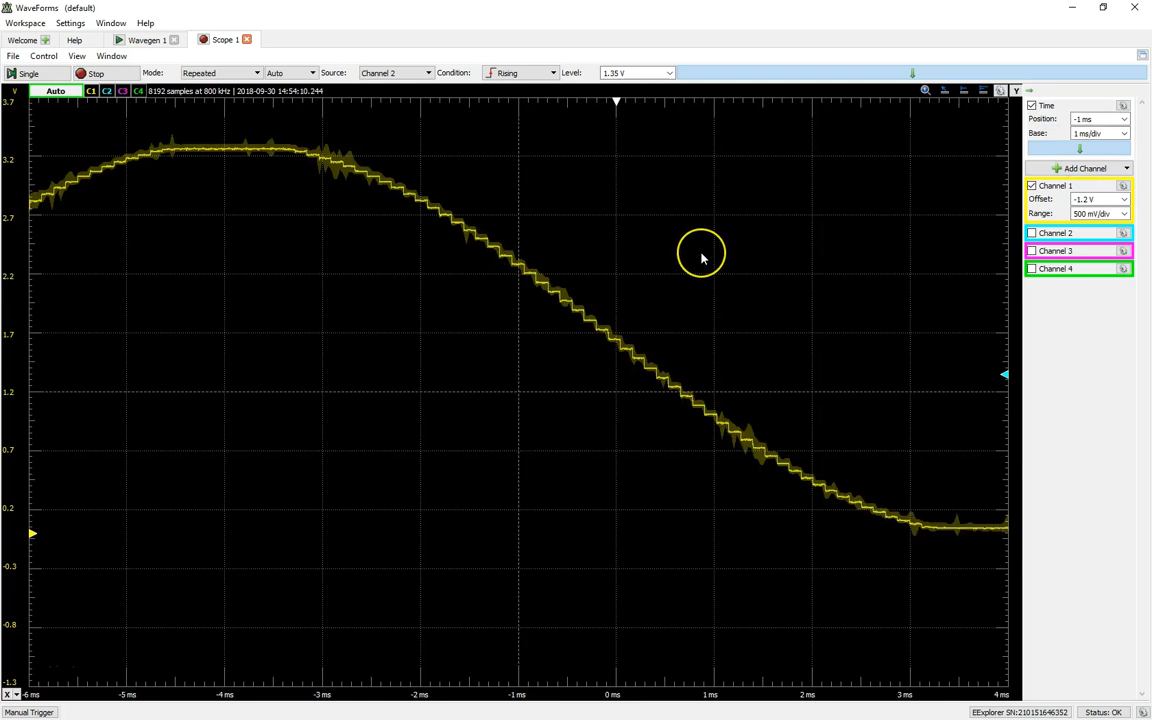 WaveForms (default)
Workspace Settings Window Help
Welcome Help Wavegen 1 Scope 1
File Control View Window
Single Stop Mode: Repeated Auto Source: Channel 2 Condition: Rising Level: 1.35 V
V Auto C1 C2 C3 C4 8192 samples at 800 kHz | 2018-09-30 14:54:10.244 Y
3.7
3.2
2.7
2.2
1.7
1.2
0.7
0.2
-0.3
-0.8
-1.3
X -6 ms -5 ms -4 ms -3 ms -2 ms -1 ms 0 ms 1 ms 2 ms 3 ms 4 ms
Time
Position: -1 ms
Base: 1 ms/div
Add Channel
Channel 1
Offset: -1.2 V
Range: 500 mV/div
Channel 2
Channel 3
Channel 4
Manual Trigger EExplorer SN:210151646352 Status: OK